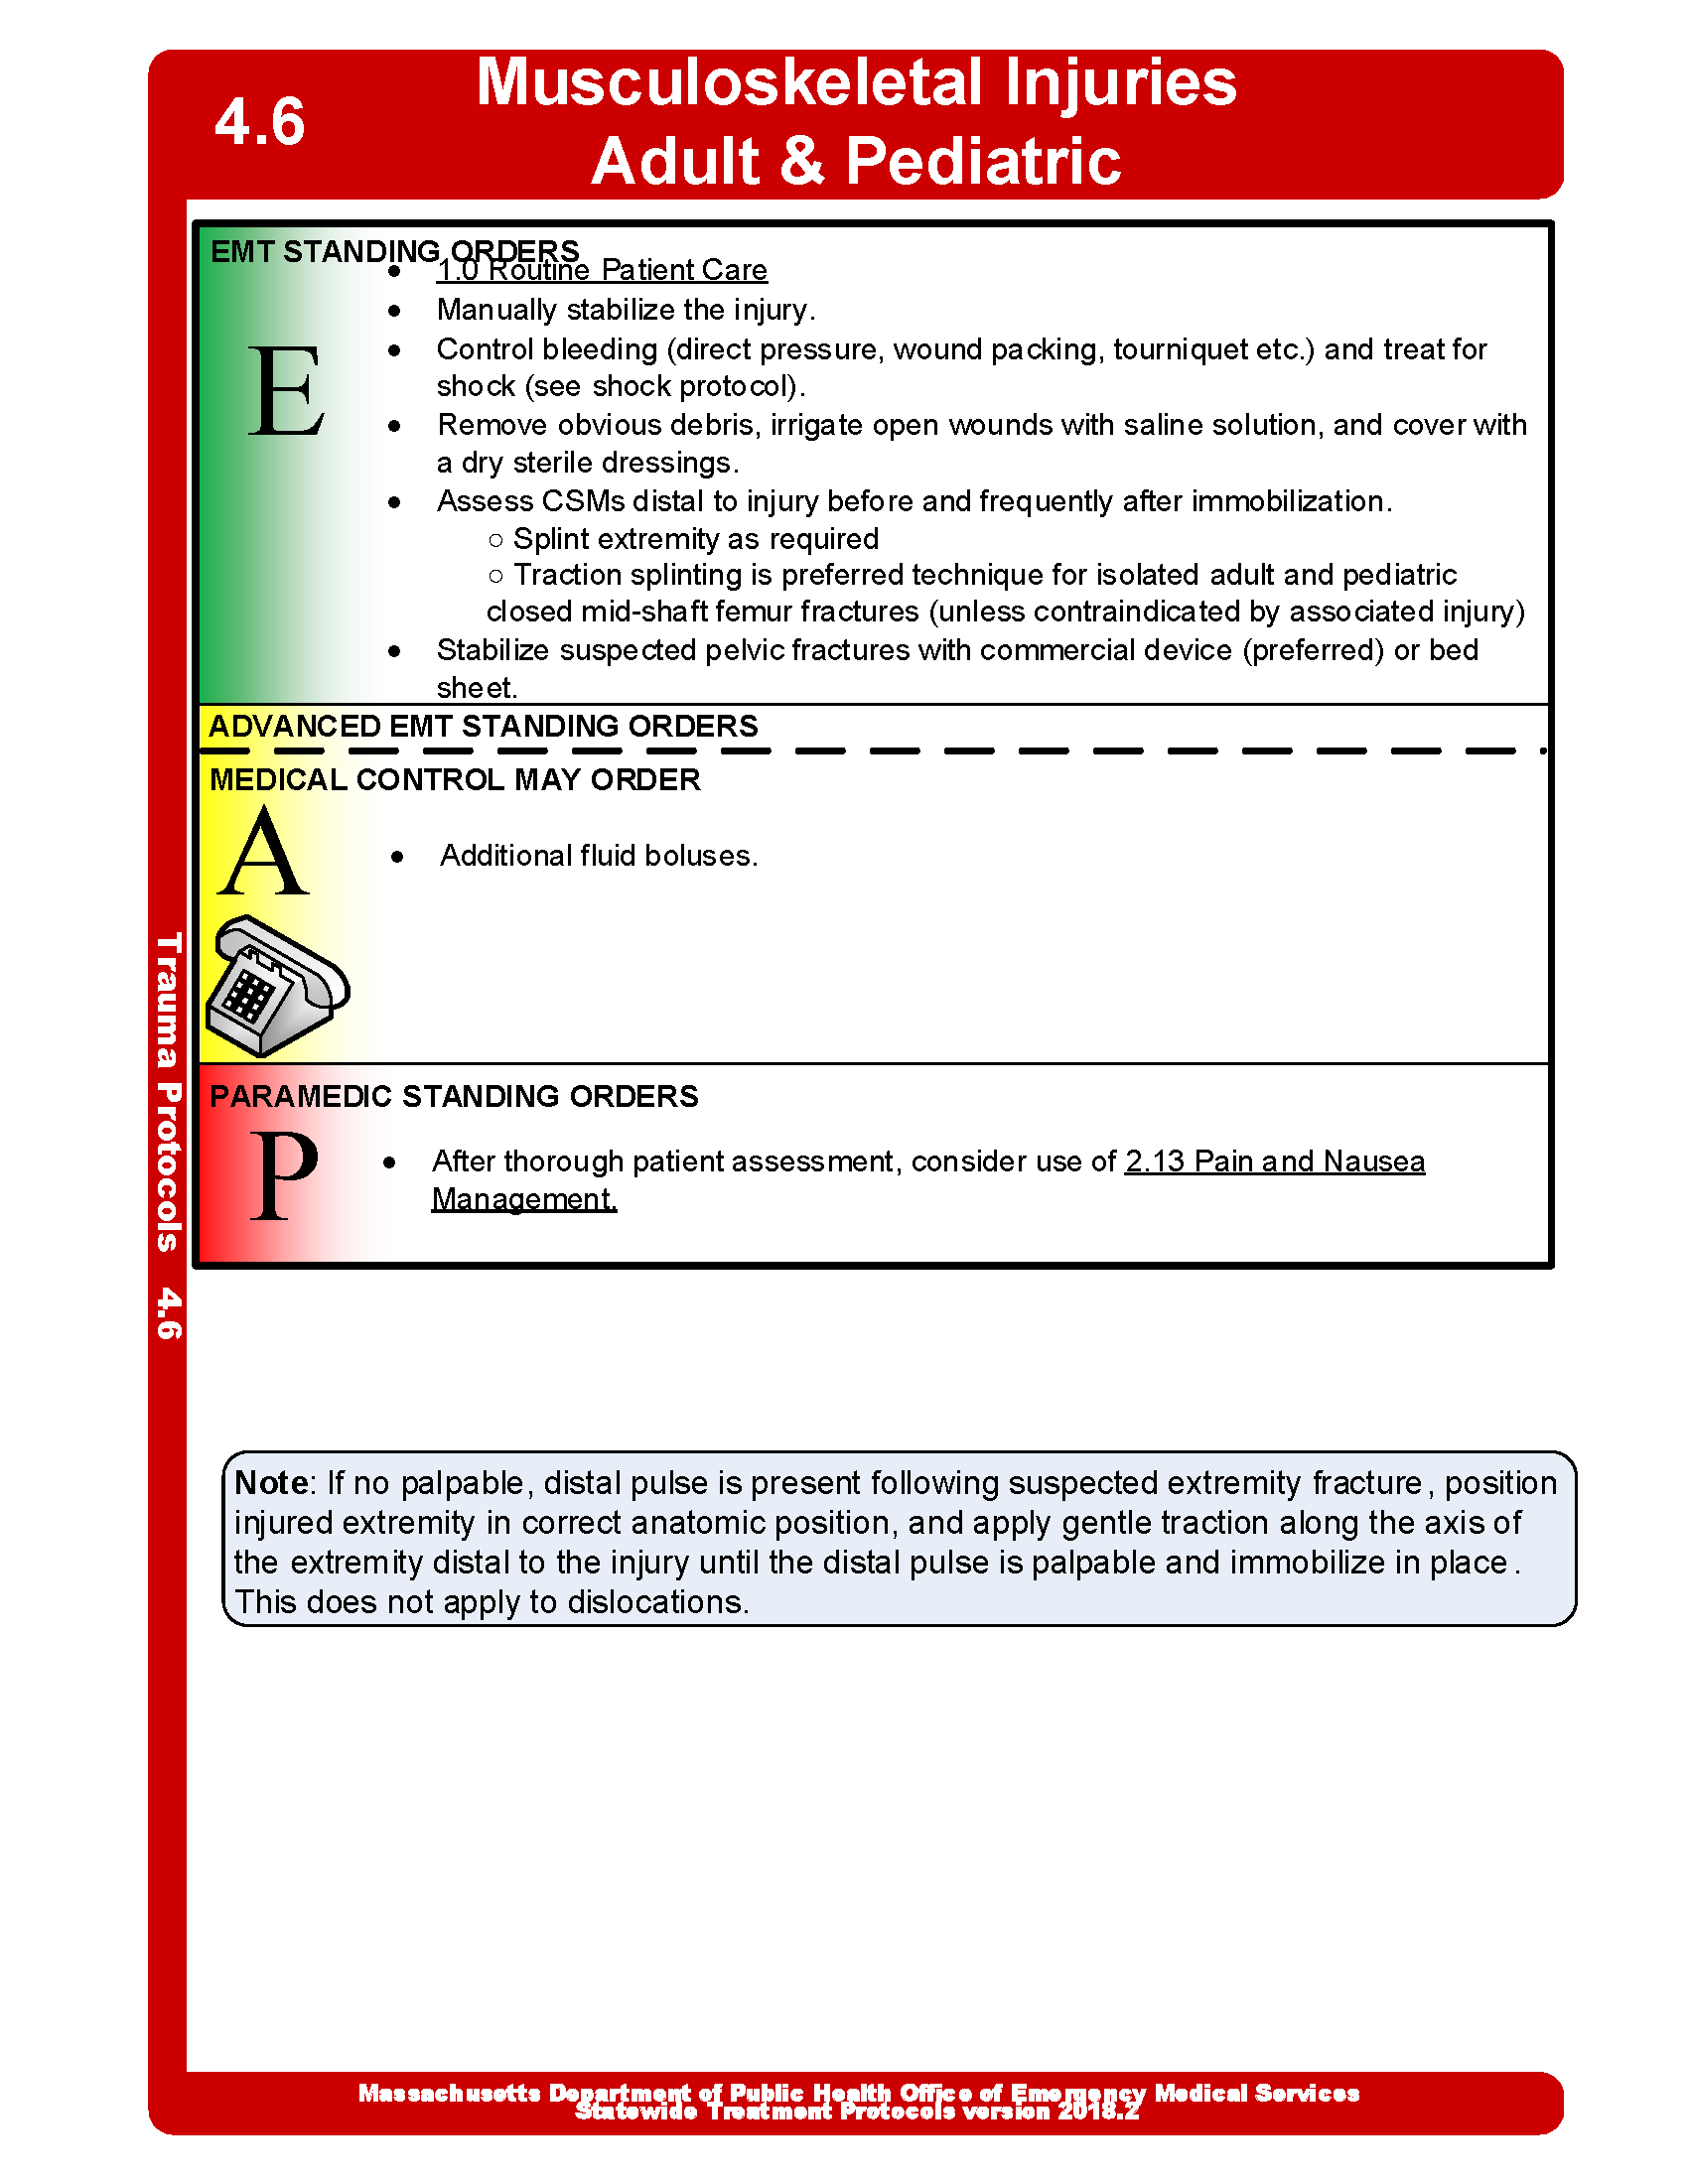 4.6
Musculoskeletal Injuries
Adult & Pediatric
EMT STANDING ORDERS
E
• 1.0 Routine Patient Care
• Manually stabilize the injury.
• Control bleeding (direct pressure, wound packing, tourniquet etc.) and treat for
shock (see shock protocol).
• Remove obvious debris, irrigate open wounds with saline solution, and cover with
a dry sterile dressings.
• Assess CSMs distal to injury before and frequently after immobilization.
○ Splint extremity as required
○ Traction splinting is preferred technique for isolated adult and pediatric
closed mid-shaft femur fractures (unless contraindicated by associated injury)
• Stabilize suspected pelvic fractures with commercial device (preferred) or bed
sheet.
ADVANCED EMT STANDING ORDERS
MEDICAL CONTROL MAY ORDER
A
• Additional fluid boluses.
PARAMEDIC STANDING ORDERS
P
• After thorough patient assessment, consider use of 2.13 Pain and Nausea
Management.
Trauma Protocols 4.6
Note: If no palpable, distal pulse is present following suspected extremity fracture, position
injured extremity in correct anatomic position, and apply gentle traction along the axis of
the extremity distal to the injury until the distal pulse is palpable and immobilize in place.
This does not apply to dislocations.
Massachusetts Department of Public Health Office of Emergency Medical Services
Statewide Treatment Protocols version 2018.2